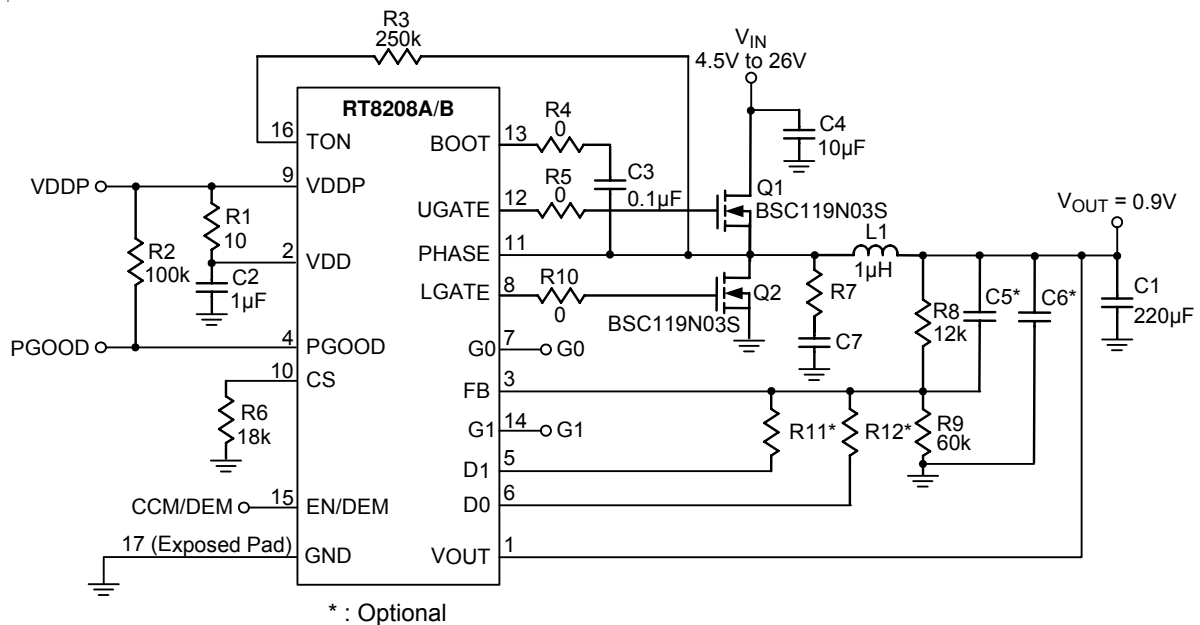 R3
250k
V_IN
4.5V to 26V
RT8208A/B
16 TON
BOOT 13
R4
0
C4
10µF
VDDP
9 VDDP
R5
0
C3
0.1µF
Q1
BSC119N03S
V_OUT = 0.9V
UGATE 12
R1
10
R2
100k
2 VDD
PHASE 11
L1
1µH
C2
1µF
LGATE 8
R10
0
Q2
BSC119N03S
R7
R8
12k
C5*
C6*
C1
220µF
PGOOD
4 PGOOD
G0 7
G0
C7
10 CS
FB 3
R6
18k
G1 14
G1
R11*
R12*
R9
60k
D1 5
CCM/DEM
15 EN/DEM
D0 6
17 (Exposed Pad)
GND
VOUT 1
* : Optional